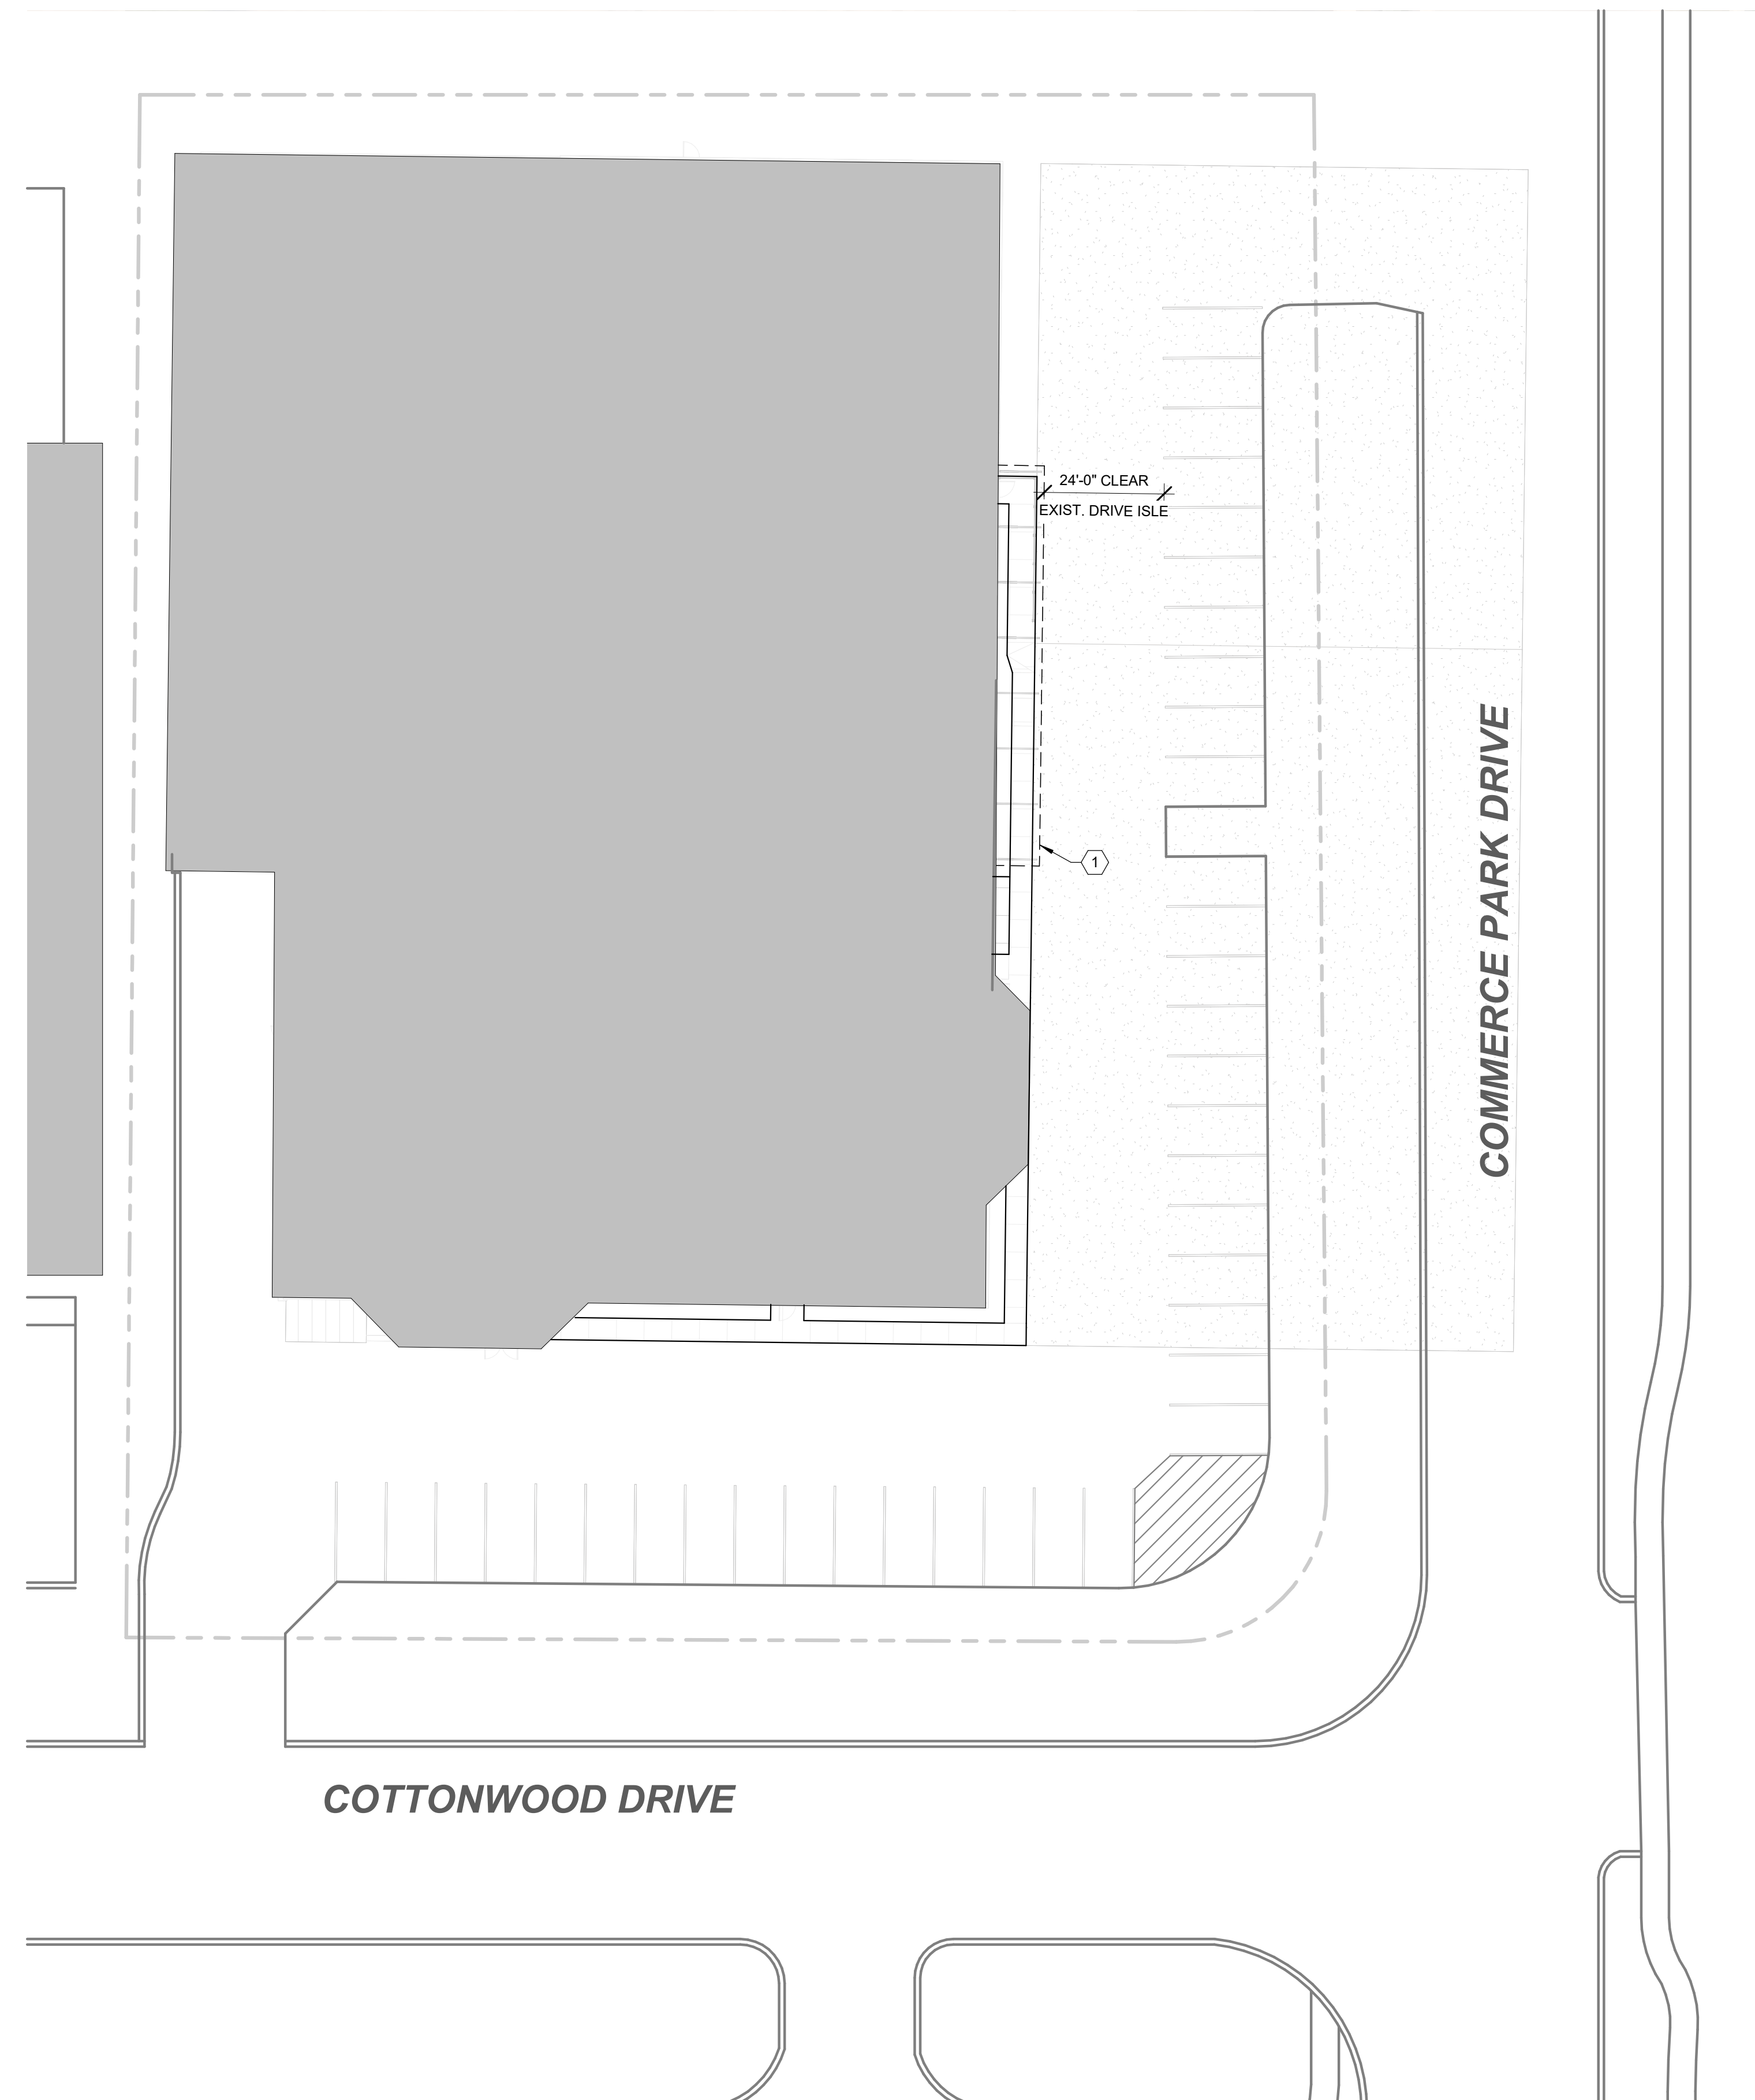 24'-0" CLEAR
EXIST. DRIVE ISLE
1
COMMERCE PARK DRIVE
COTTONWOOD DRIVE